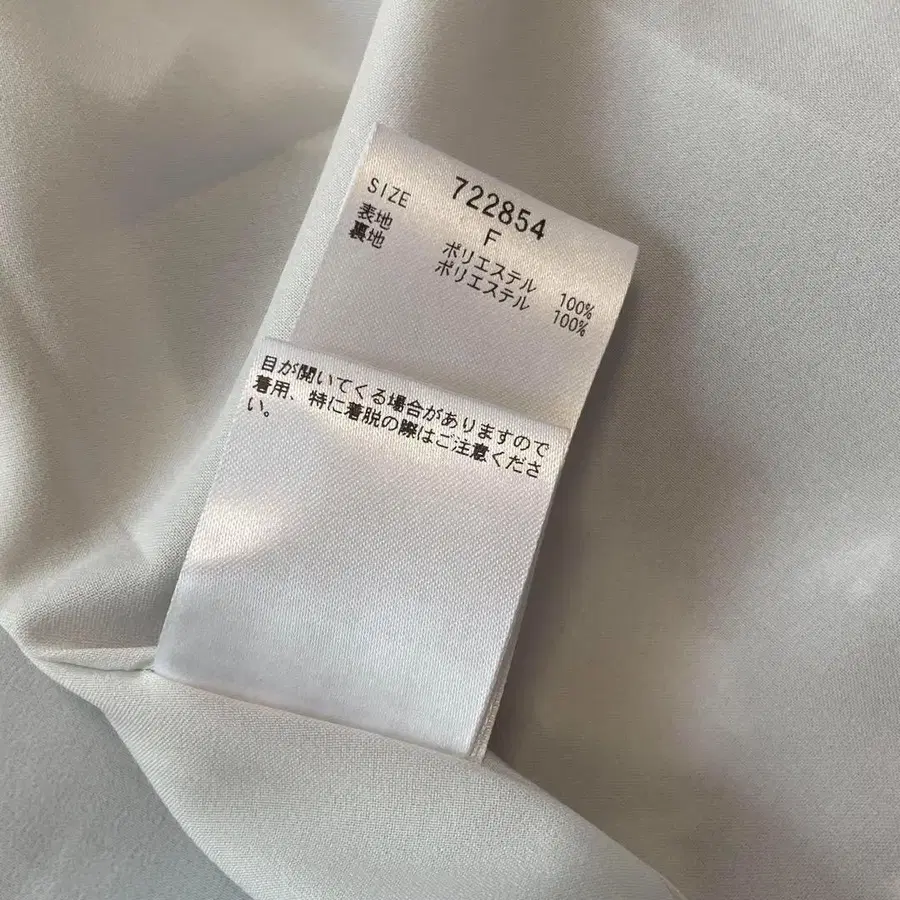 722854
SIZE F
表地 ポリエステル 100%
裏地 ポリエステル 100%
目が開いてくる場合がありますので
着用、特に着脱の際はご注意くださ
い。